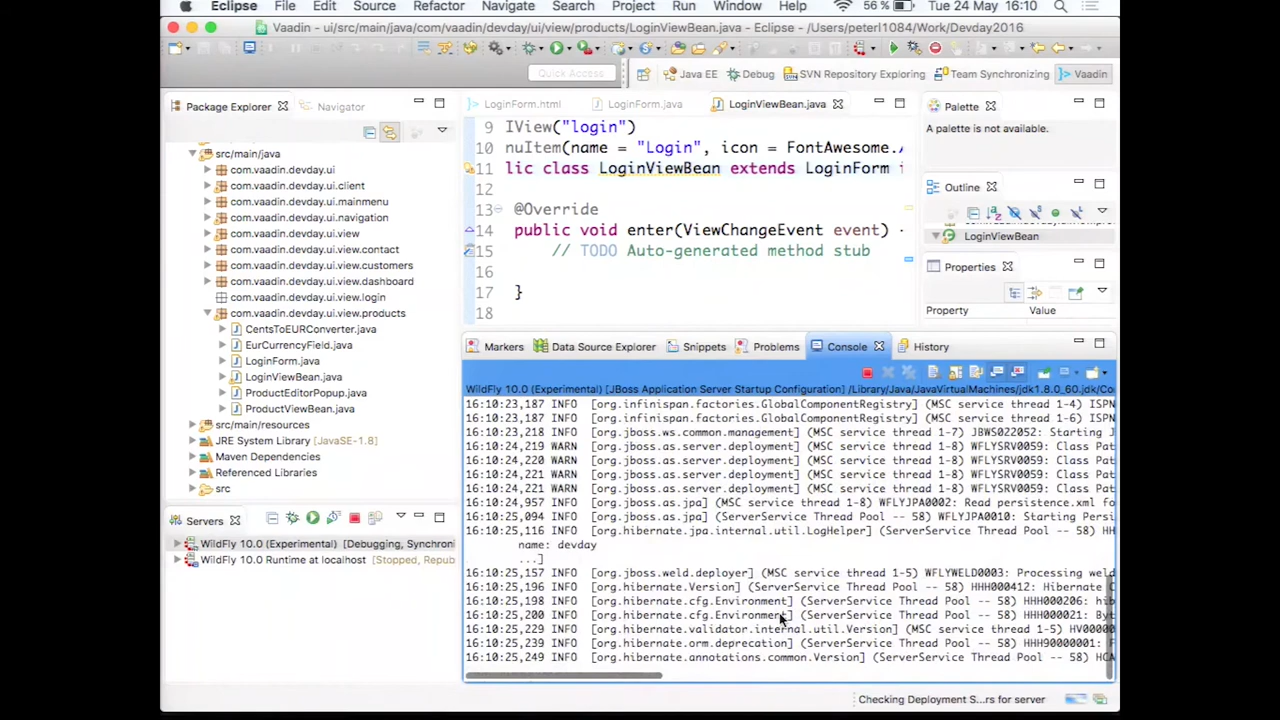 Eclipse File Edit Source Refactor Navigate Search Project Run Window Help 56 % Tue 24 May 16:10
Vaadin - ui/src/main/java/com/vaadin/devday/ui/view/products/LoginViewBean.java - Eclipse - /Users/peterl1084/Work/Devday2016
Quick Access Java EE Debug SVN Repository Exploring Team Synchronizing Vaadin
Package Explorer Navigator
src/main/java
com.vaadin.devday.ui
com.vaadin.devday.ui.client
com.vaadin.devday.ui.mainmenu
com.vaadin.devday.ui.navigation
com.vaadin.devday.ui.view
com.vaadin.devday.ui.view.contact
com.vaadin.devday.ui.view.customers
com.vaadin.devday.ui.view.dashboard
com.vaadin.devday.ui.view.login
com.vaadin.devday.ui.view.products
CentsToEURConverter.java
EurCurrencyField.java
LoginForm.java
LoginViewBean.java
ProductEditorPopup.java
ProductViewBean.java
src/main/resources
JRE System Library [JavaSE-1.8]
Maven Dependencies
Referenced Libraries
src
Servers
WildFly 10.0 (Experimental) [Debugging, Synchroni
WildFly 10.0 Runtime at localhost [Stopped, Repub
LoginForm.html LoginForm.java LoginViewBean.java
9 IView("login")
10 nuItem(name = "Login", icon = FontAwesome.
11 lic class LoginViewBean extends LoginForm i
12
13 @Override
14 public void enter(ViewChangeEvent event)
15 // TODO Auto-generated method stub
16
17 }
18
Palette
A palette is not available.
Outline
LoginViewBean
Properties
Property Value
Markers Data Source Explorer Snippets Problems Console History
WildFly 10.0 (Experimental) [JBoss Application Server Startup Configuration] /Library/Java/JavaVirtualMachines/jdk1.8.0_60.jdk/Co
16:10:23,187 INFO [org.infinispan.factories.GlobalComponentRegistry] (MSC service thread 1-4) ISPN
16:10:23,187 INFO [org.infinispan.factories.GlobalComponentRegistry] (MSC service thread 1-6) ISPN
16:10:23,218 INFO [org.jboss.ws.common.management] (MSC service thread 1-7) JBWS022052: Starting J
16:10:24,219 WARN [org.jboss.as.server.deployment] (MSC service thread 1-8) WFLYSRV0059: Class Pat
16:10:24,220 WARN [org.jboss.as.server.deployment] (MSC service thread 1-8) WFLYSRV0059: Class Pat
16:10:24,221 WARN [org.jboss.as.server.deployment] (MSC service thread 1-8) WFLYSRV0059: Class Pat
16:10:24,221 WARN [org.jboss.as.server.deployment] (MSC service thread 1-8) WFLYSRV0059: Class Pat
16:10:24,957 INFO [org.jboss.as.jpa] (MSC service thread 1-8) WFLYJPA0002: Read persistence.xml fo
16:10:25,094 INFO [org.jboss.as.jpa] (ServerService Thread Pool -- 58) WFLYJPA0010: Starting Persi
16:10:25,116 INFO [org.hibernate.jpa.internal.util.LogHelper] (ServerService Thread Pool -- 58) HH
name: devday
...]
16:10:25,157 INFO [org.jboss.weld.deployer] (MSC service thread 1-5) WFLYWELD0003: Processing weld
16:10:25,196 INFO [org.hibernate.Version] (ServerService Thread Pool -- 58) HHH000412: Hibernate C
16:10:25,198 INFO [org.hibernate.cfg.Environment] (ServerService Thread Pool -- 58) HHH000206: hib
16:10:25,200 INFO [org.hibernate.cfg.Environment] (ServerService Thread Pool -- 58) HHH000021: Byt
16:10:25,229 INFO [org.hibernate.validator.internal.util.Version] (MSC service thread 1-5) HV00000
16:10:25,239 INFO [org.hibernate.orm.deprecation] (ServerService Thread Pool -- 58) HHH90000001: F
16:10:25,249 INFO [org.hibernate.annotations.common.Version] (ServerService Thread Pool -- 58) HCA
Checking Deployment S...rs for server